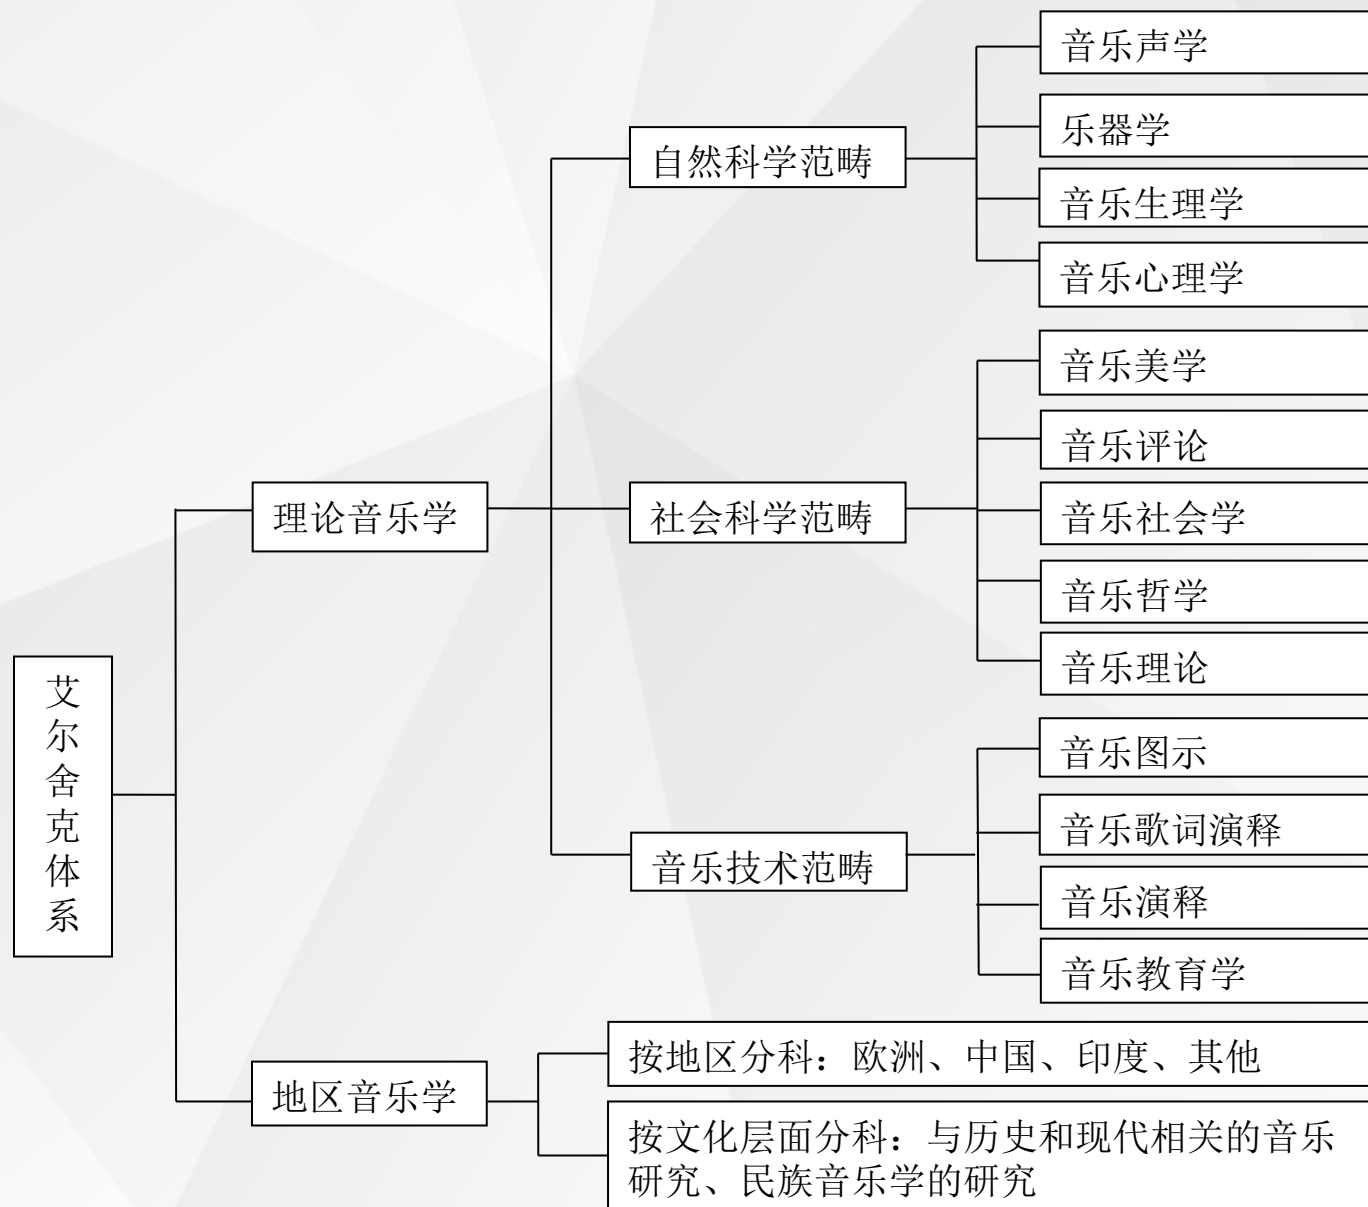 艾尔舍克体系
理论音乐学
自然科学范畴
音乐声学
乐器学
音乐生理学
音乐心理学
社会科学范畴
音乐美学
音乐评论
音乐社会学
音乐哲学
音乐理论
音乐技术范畴
音乐图示
音乐歌词演释
音乐演释
音乐教育学
地区音乐学
按地区分科：欧洲、中国、印度、其他
按文化层面分科：与历史和现代相关的音乐
研究、民族音乐学的研究